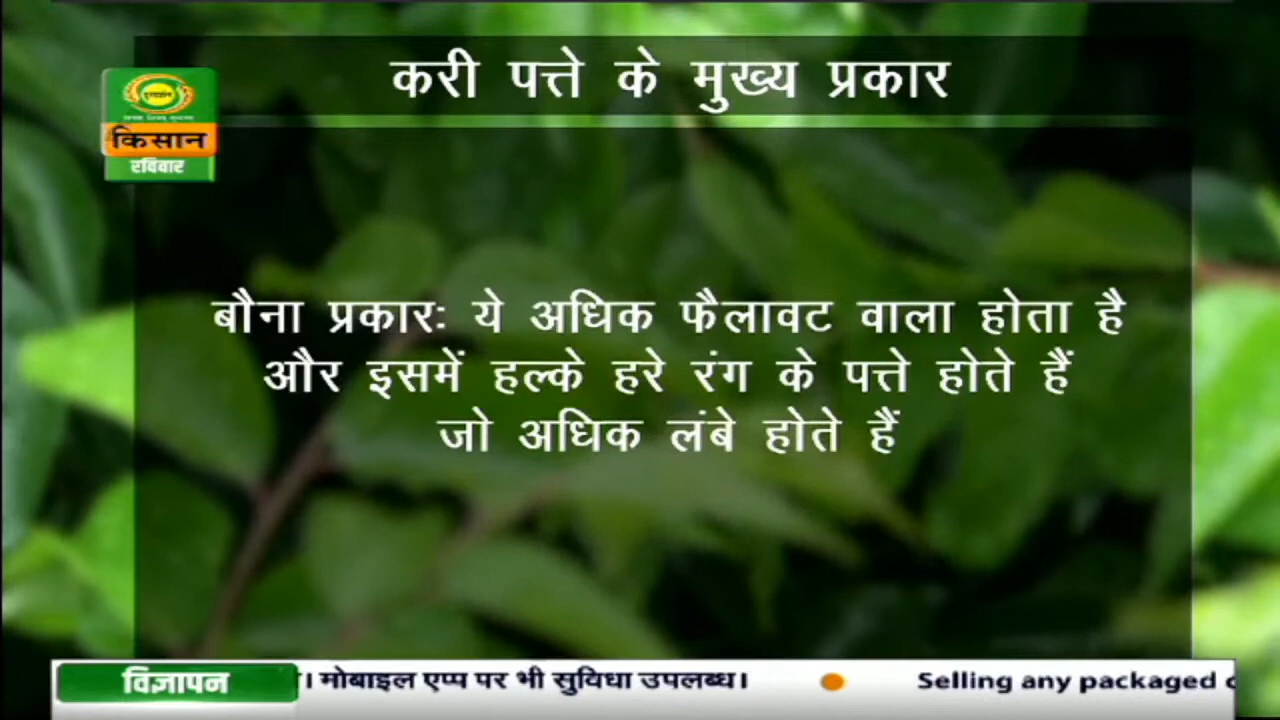 करी पत्ते के मुख्य प्रकार
किसान
रविवार
बौना प्रकारः ये अधिक फैलावट वाला होता है
और इसमें हल्के हरे रंग के पत्ते होते हैं
जो अधिक लंबे होते हैं
विज्ञापन
। मोबाइल एप्प पर भी सुविधा उपलब्ध।
Selling any packaged